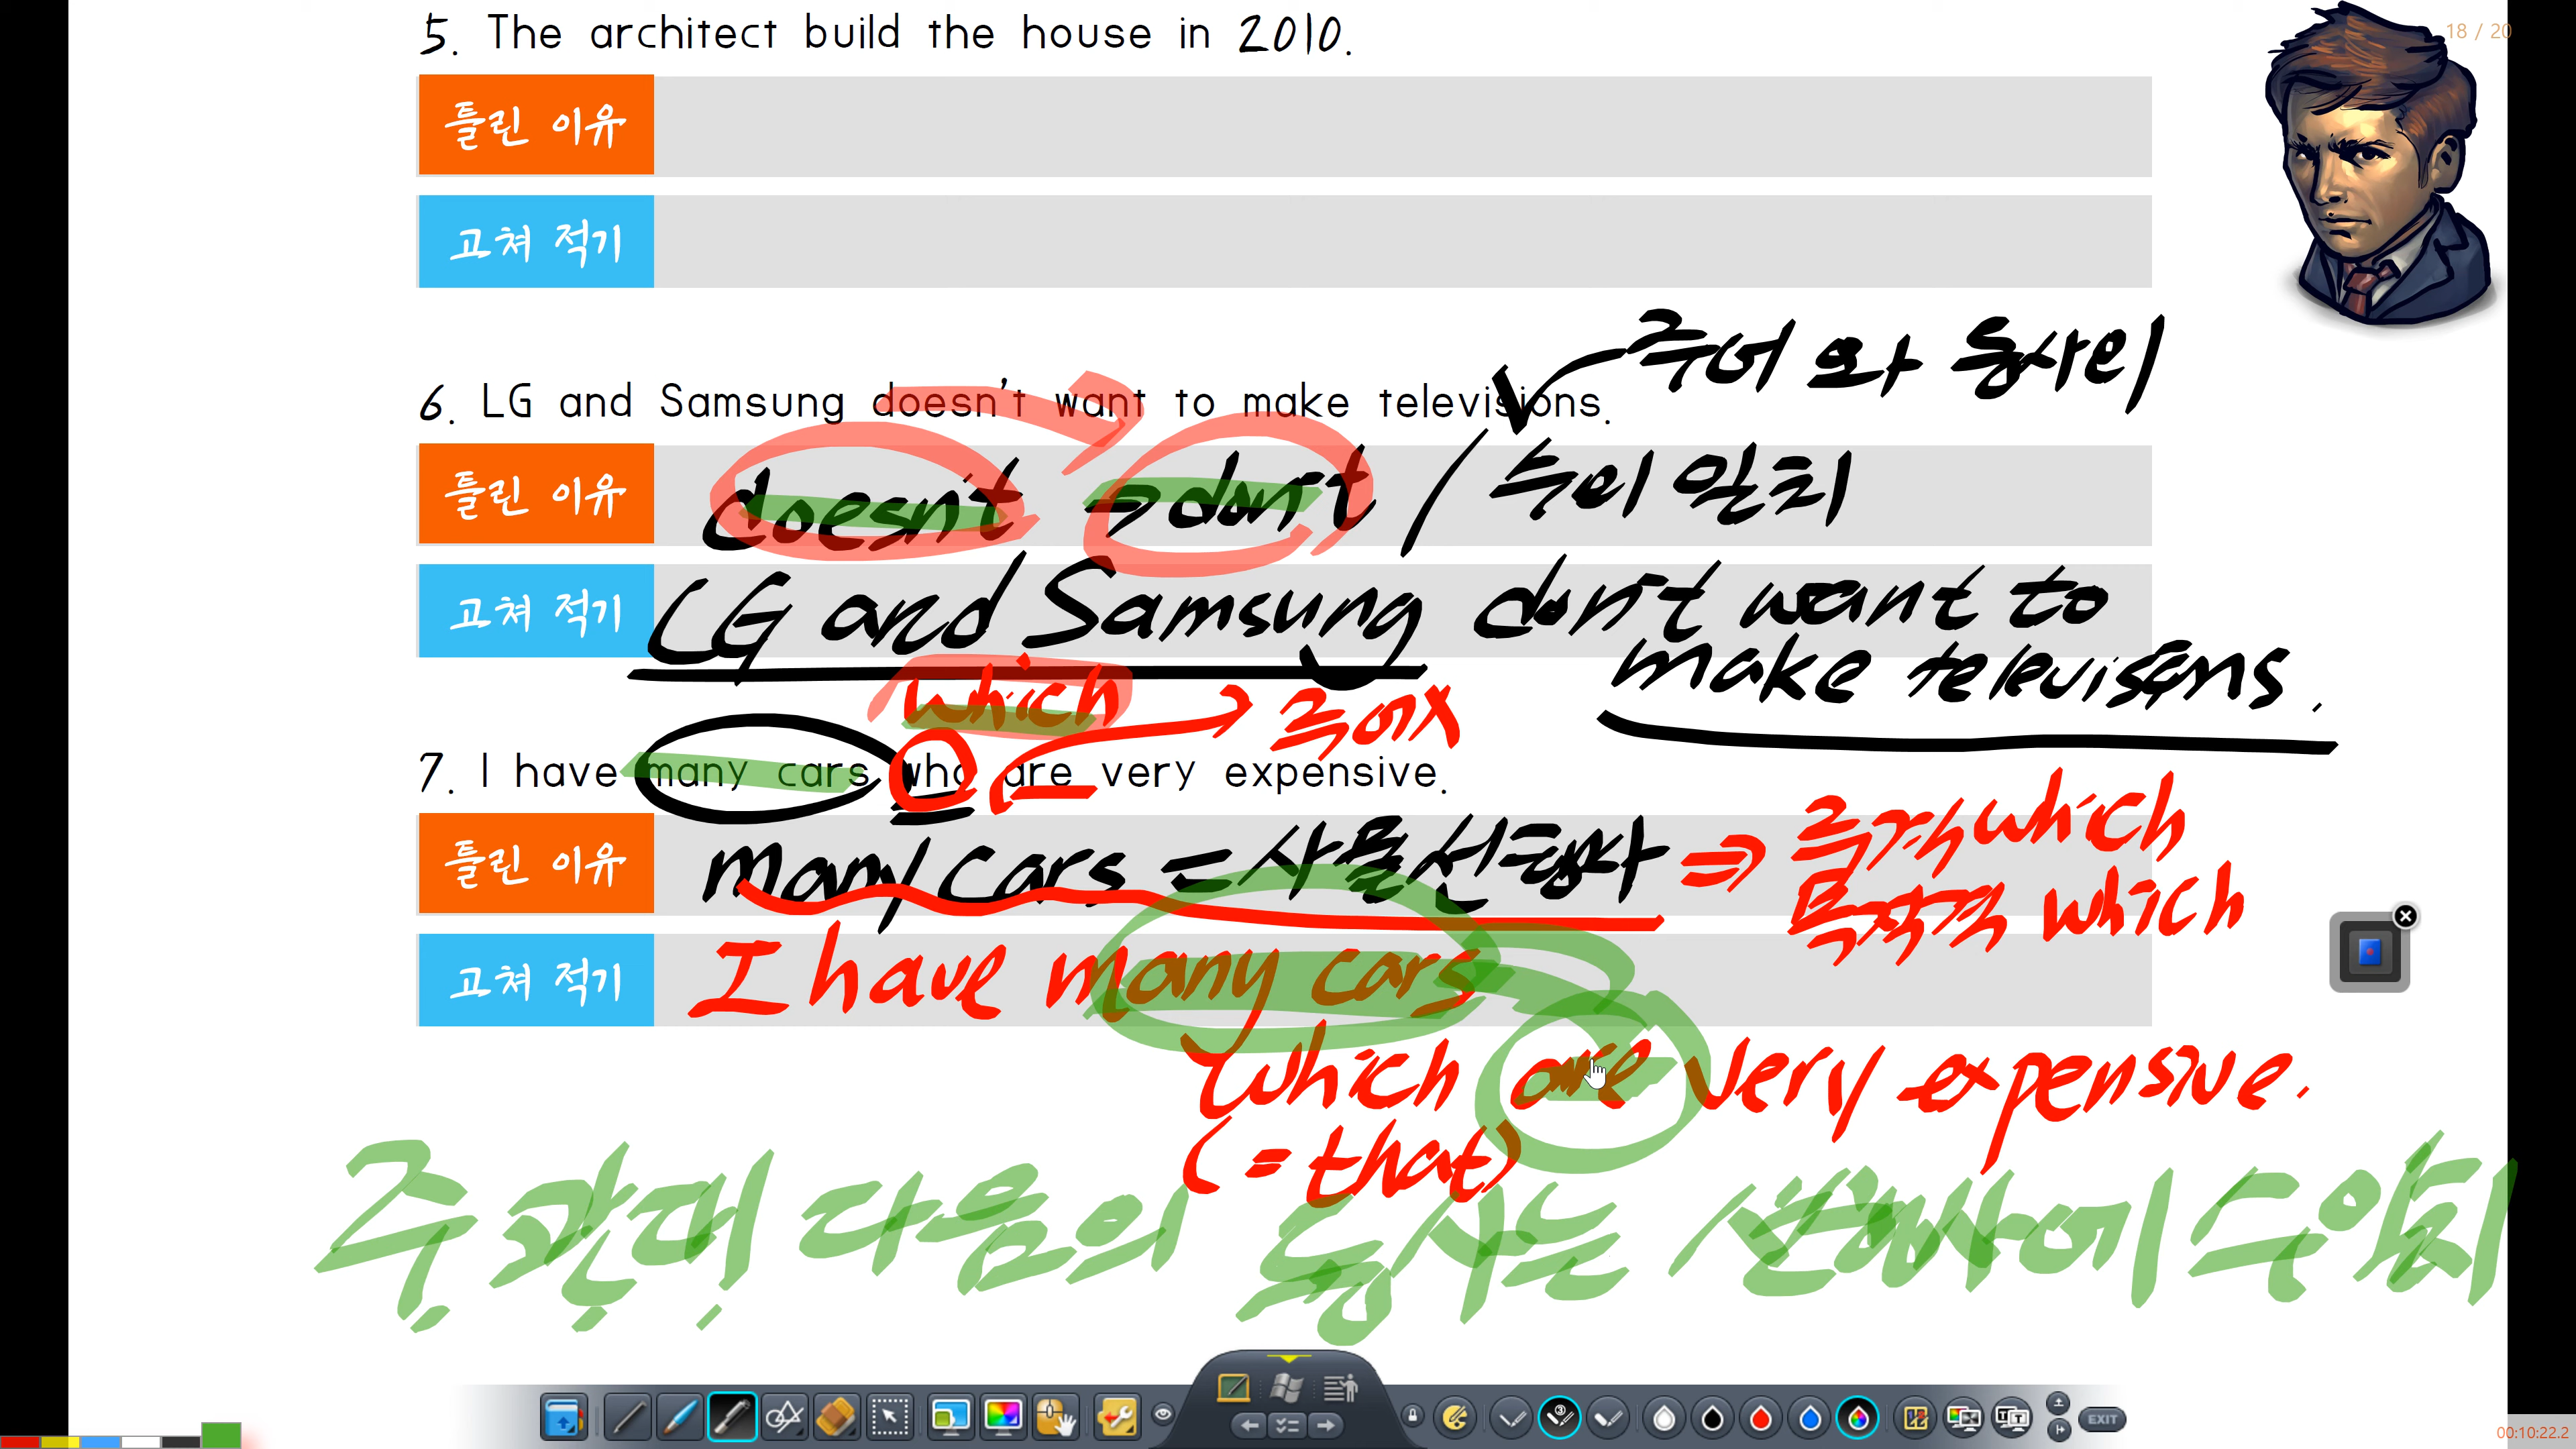 18 / 20
5. The architect build the house in 2010.
틀린 이유
고쳐 적기
주어 와 동사의
6. LG and Samsung doesn't want to make televisions.
틀린 이유 doesn't ⇒ don't / 수의 일치
고쳐 적기 LG and Samsung don't want to
make televisions.
which → 주어X
7. I have many cars who are very expensive.
틀린 이유 many cars = 사물선행사 ⇒ 주격 which
목적격 which
고쳐 적기 I have many cars
which are very expensive.
(= that)
주.관.대. 다음의 동사는 선행사에 수일치
EXIT
00:10:22.2